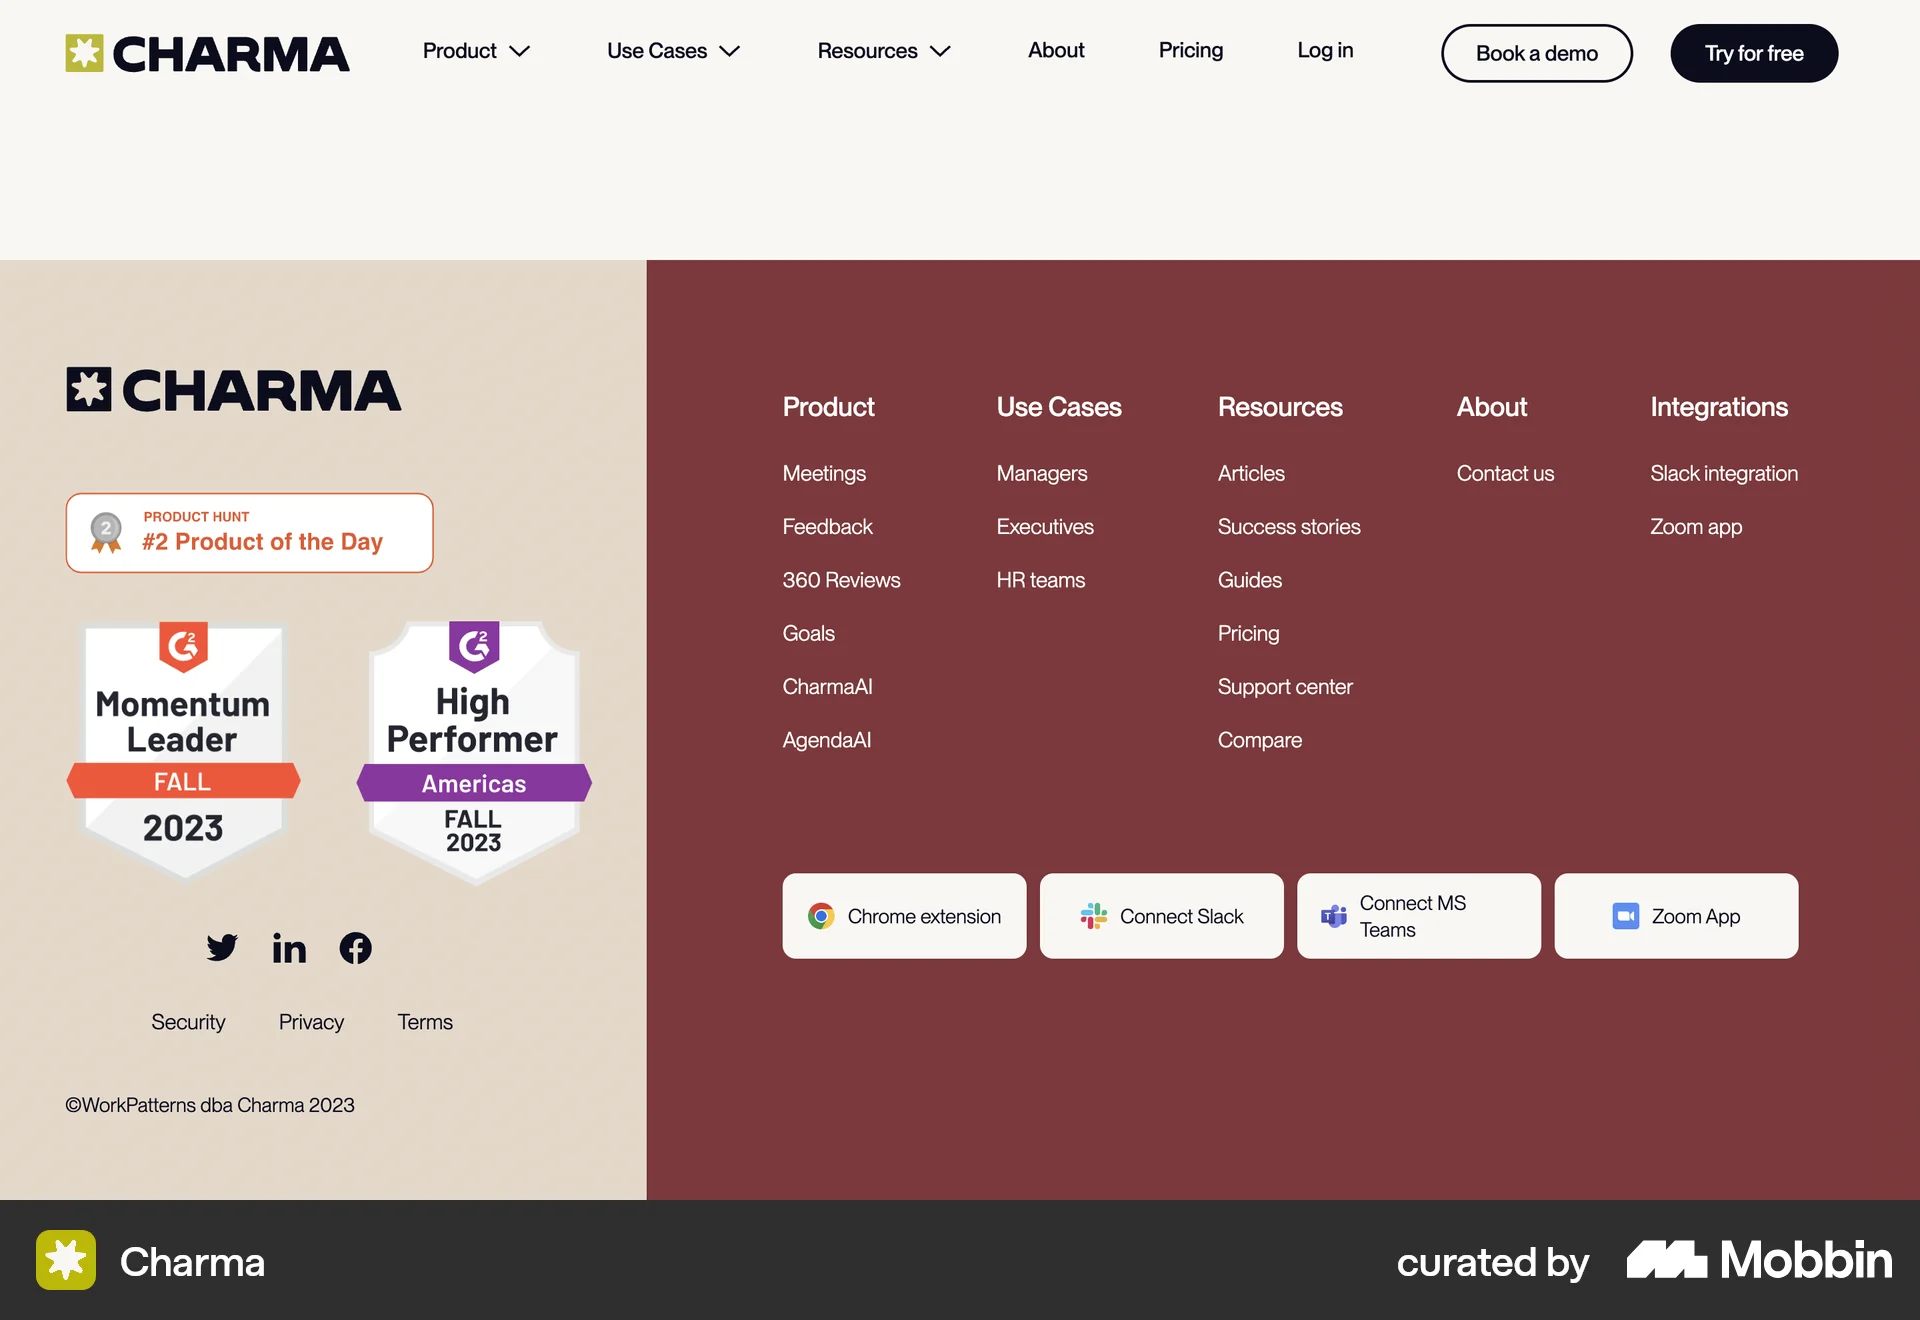 CHARMA
Product
Use Cases
Resources
About
Pricing
Log in
Book a demo
Try for free
CHARMA
2
PRODUCT HUNT
#2 Product of the Day
G2
Momentum
Leader
FALL
2023
G2
High
Performer
Americas
FALL
2023
Security
Privacy
Terms
©WorkPatterns dba Charma 2023
Product
Meetings
Feedback
360 Reviews
Goals
CharmaAI
AgendaAI
Use Cases
Managers
Executives
HR teams
Resources
Articles
Success stories
Guides
Pricing
Support center
Compare
About
Contact us
Integrations
Slack integration
Zoom app
Chrome extension
Connect Slack
Connect MS
Teams
Zoom App
Charma
curated by Mobbin